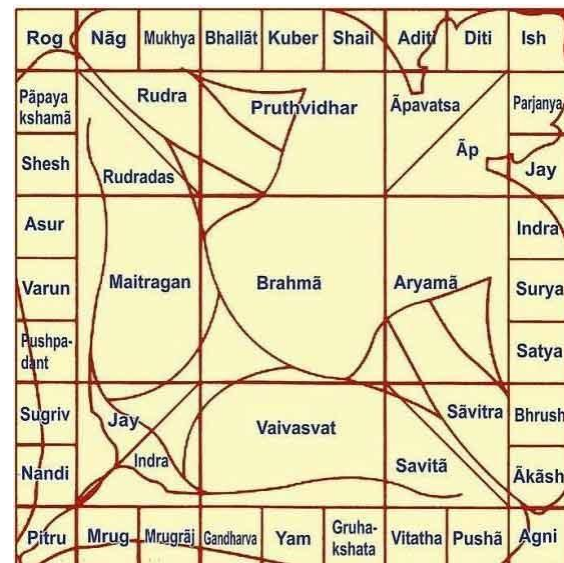 Rog Nāg Mukhya Bhallāt Kuber Shail Aditi Diti Ish
Pāpaya
kshamā
Rudra Pruthvidhar Āpavatsa Parjanya
Shesh Rudradas Āp Jay
Asur Indra
Varun Maitragan Brahmā Aryamā Surya
Pushpa-
dant
Satya
Sugriv Jay Vaivasvat Sāvitra Bhrush
Nandi Indra Savitā Ākāsh
Pitru Mrug Mrugrāj Gandharva Yam Gruha-
kshata
Vitatha Pushā Agni